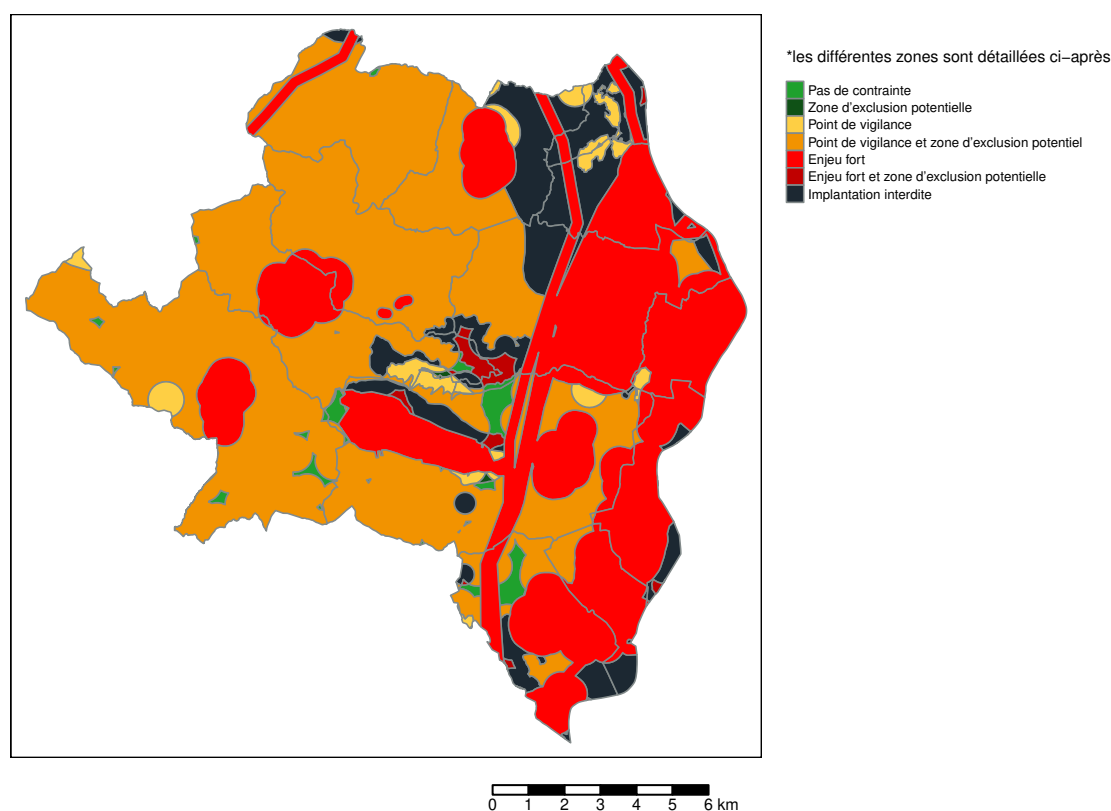 *les différentes zones sont détaillées ci−après
Pas de contrainte
Zone d'exclusion potentielle
Point de vigilance
Point de vigilance et zone d'exclusion potentiel
Enjeu fort
Enjeu fort et zone d'exclusion potentielle
Implantation interdite
0 1 2 3 4 5 6 km